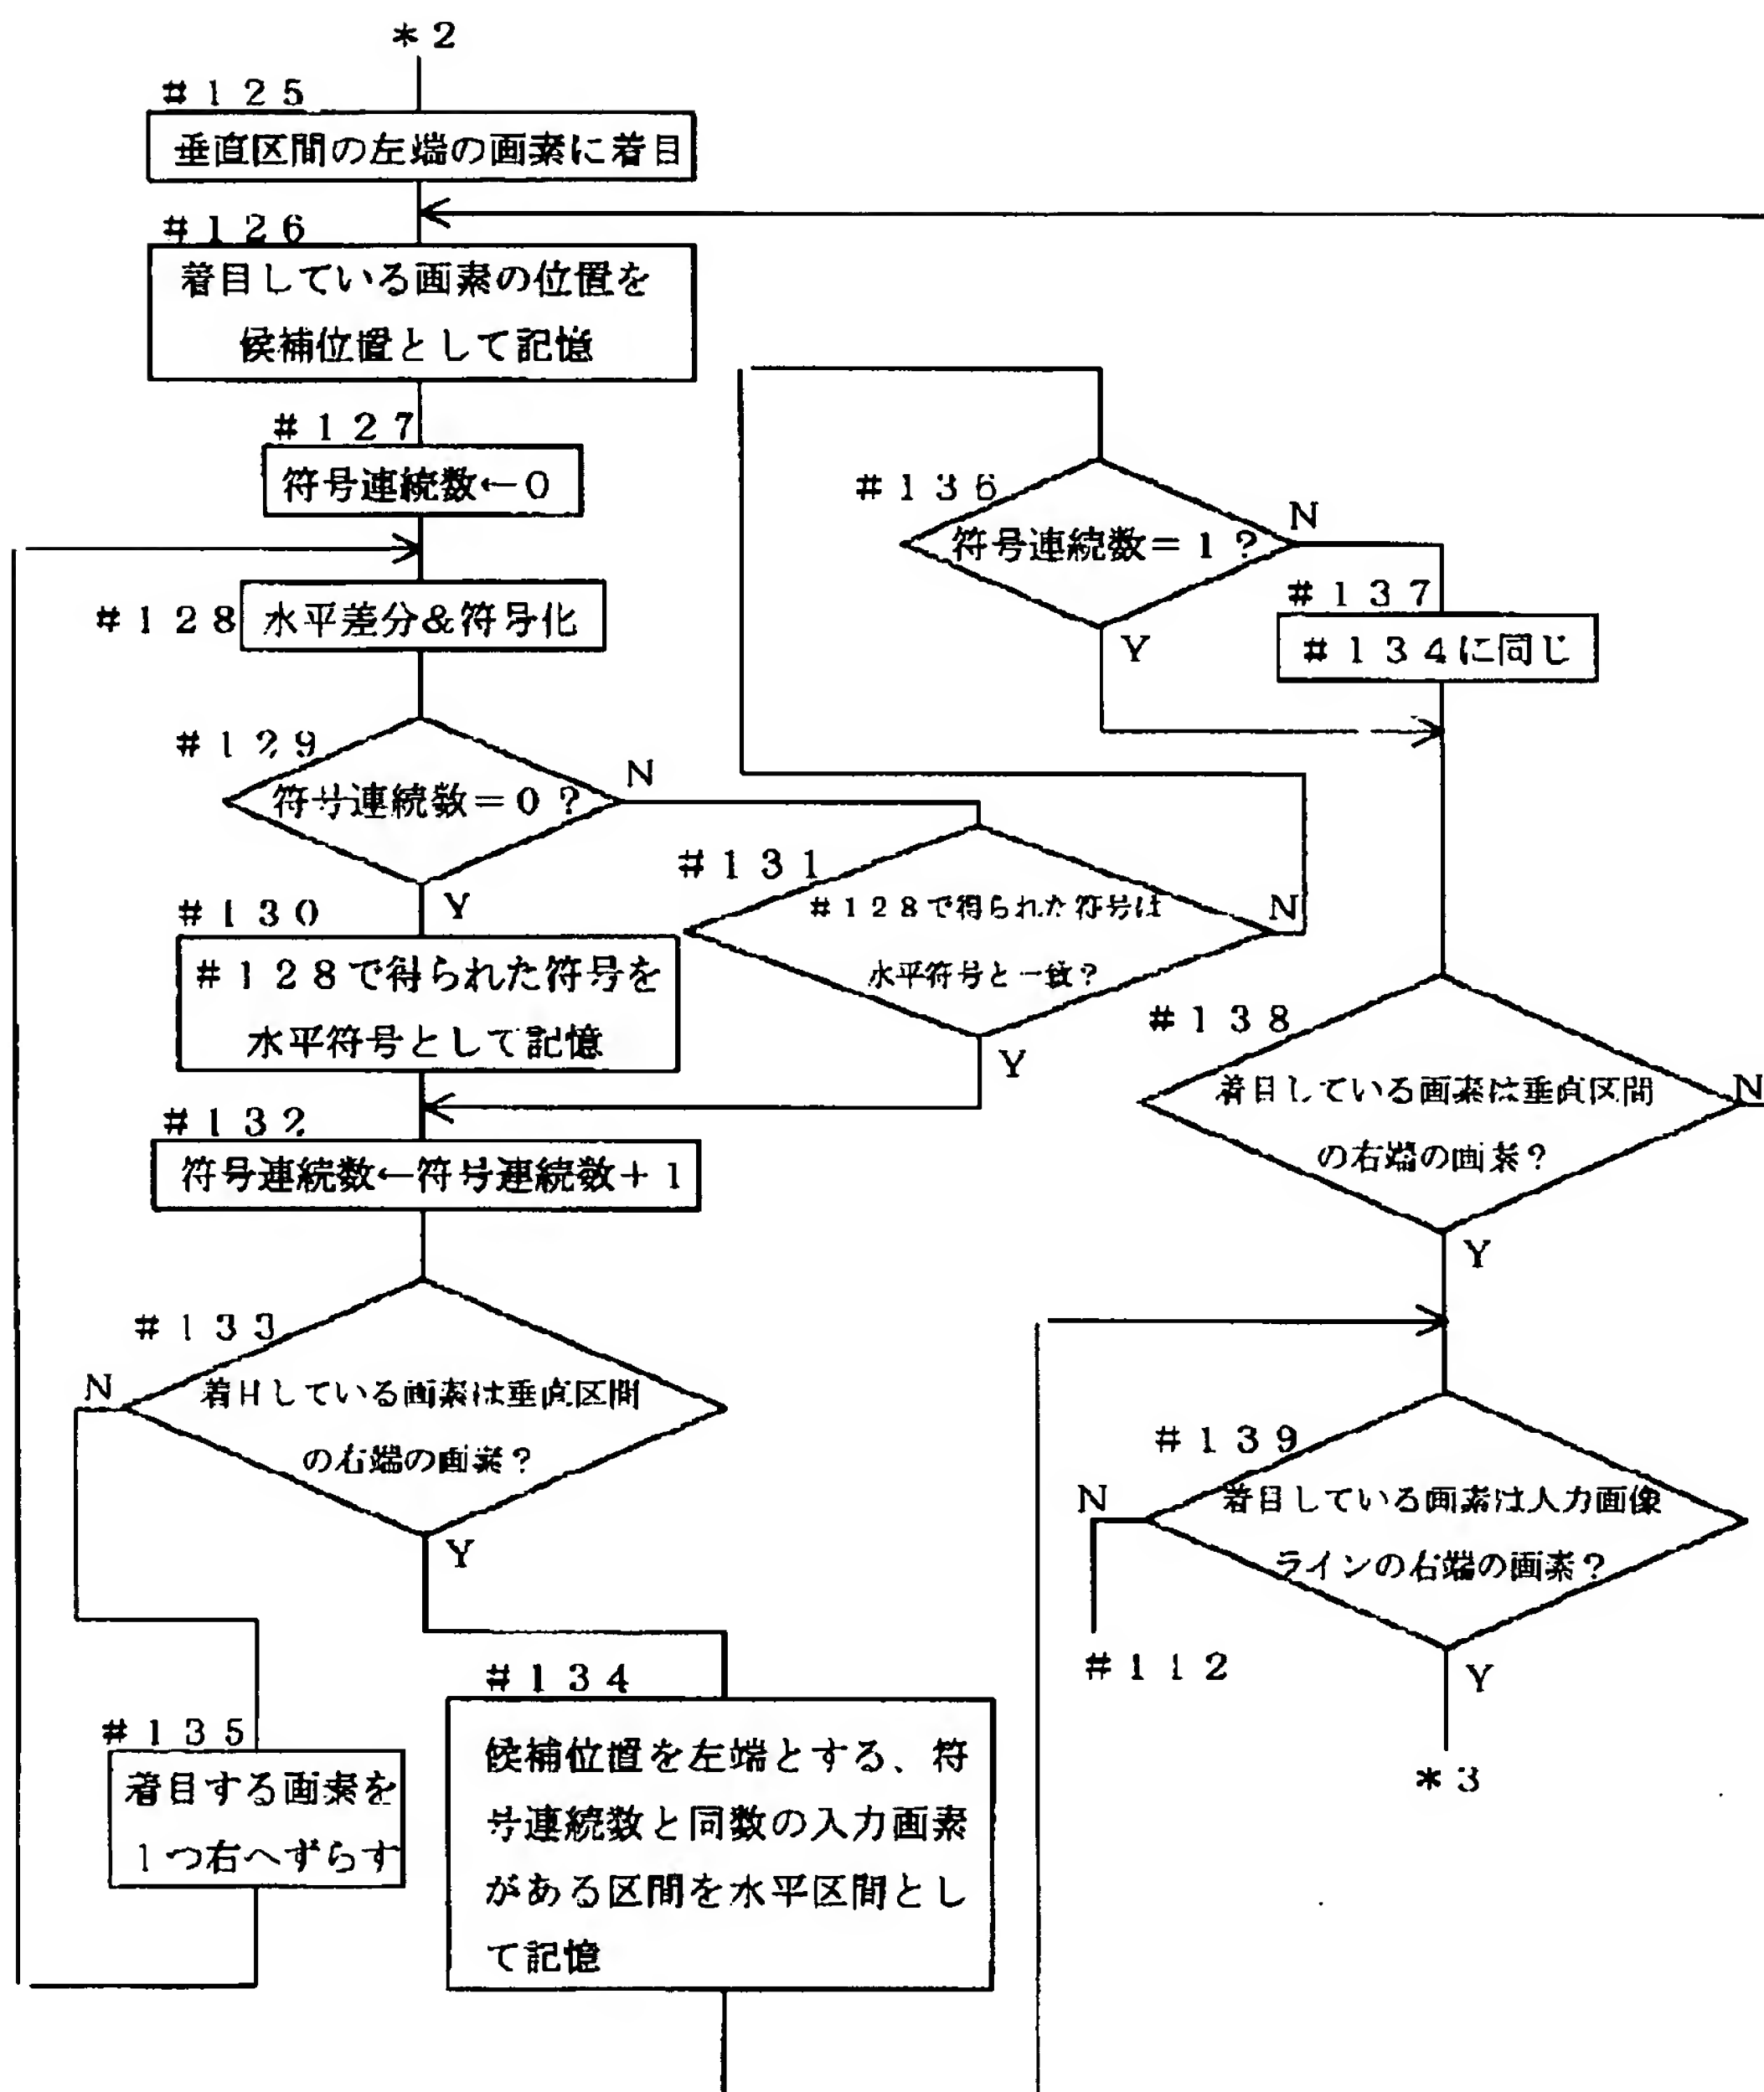 *2
#125
垂直区間の左端の画素に着目
#126
着目している画素の位置を
候補位置として記憶
#127
符号連続数←0
#128
水平差分&符号化
#129
符号連続数=0?
N
Y
#130
#128で得られた符号を
水平符号として記憶
#131
#128で得られた符号は
水平符号と一致?
N
Y
#132
符号連続数←符号連続数+1
#133
着目している画素は垂直区間
の右端の画素?
N
Y
#134
候補位置を左端とする、符
号連続数と同数の入力画素
がある区間を水平区間とし
て記憶
#135
着目する画素を
1つ右へずらす
#136
符号連続数=1?
N
Y
#137
#134に同じ
#138
着目している画素は垂直区間
の右端の画素?
N
Y
#139
着目している画素は入力画像
ラインの右端の画素?
N
#112
Y
*3